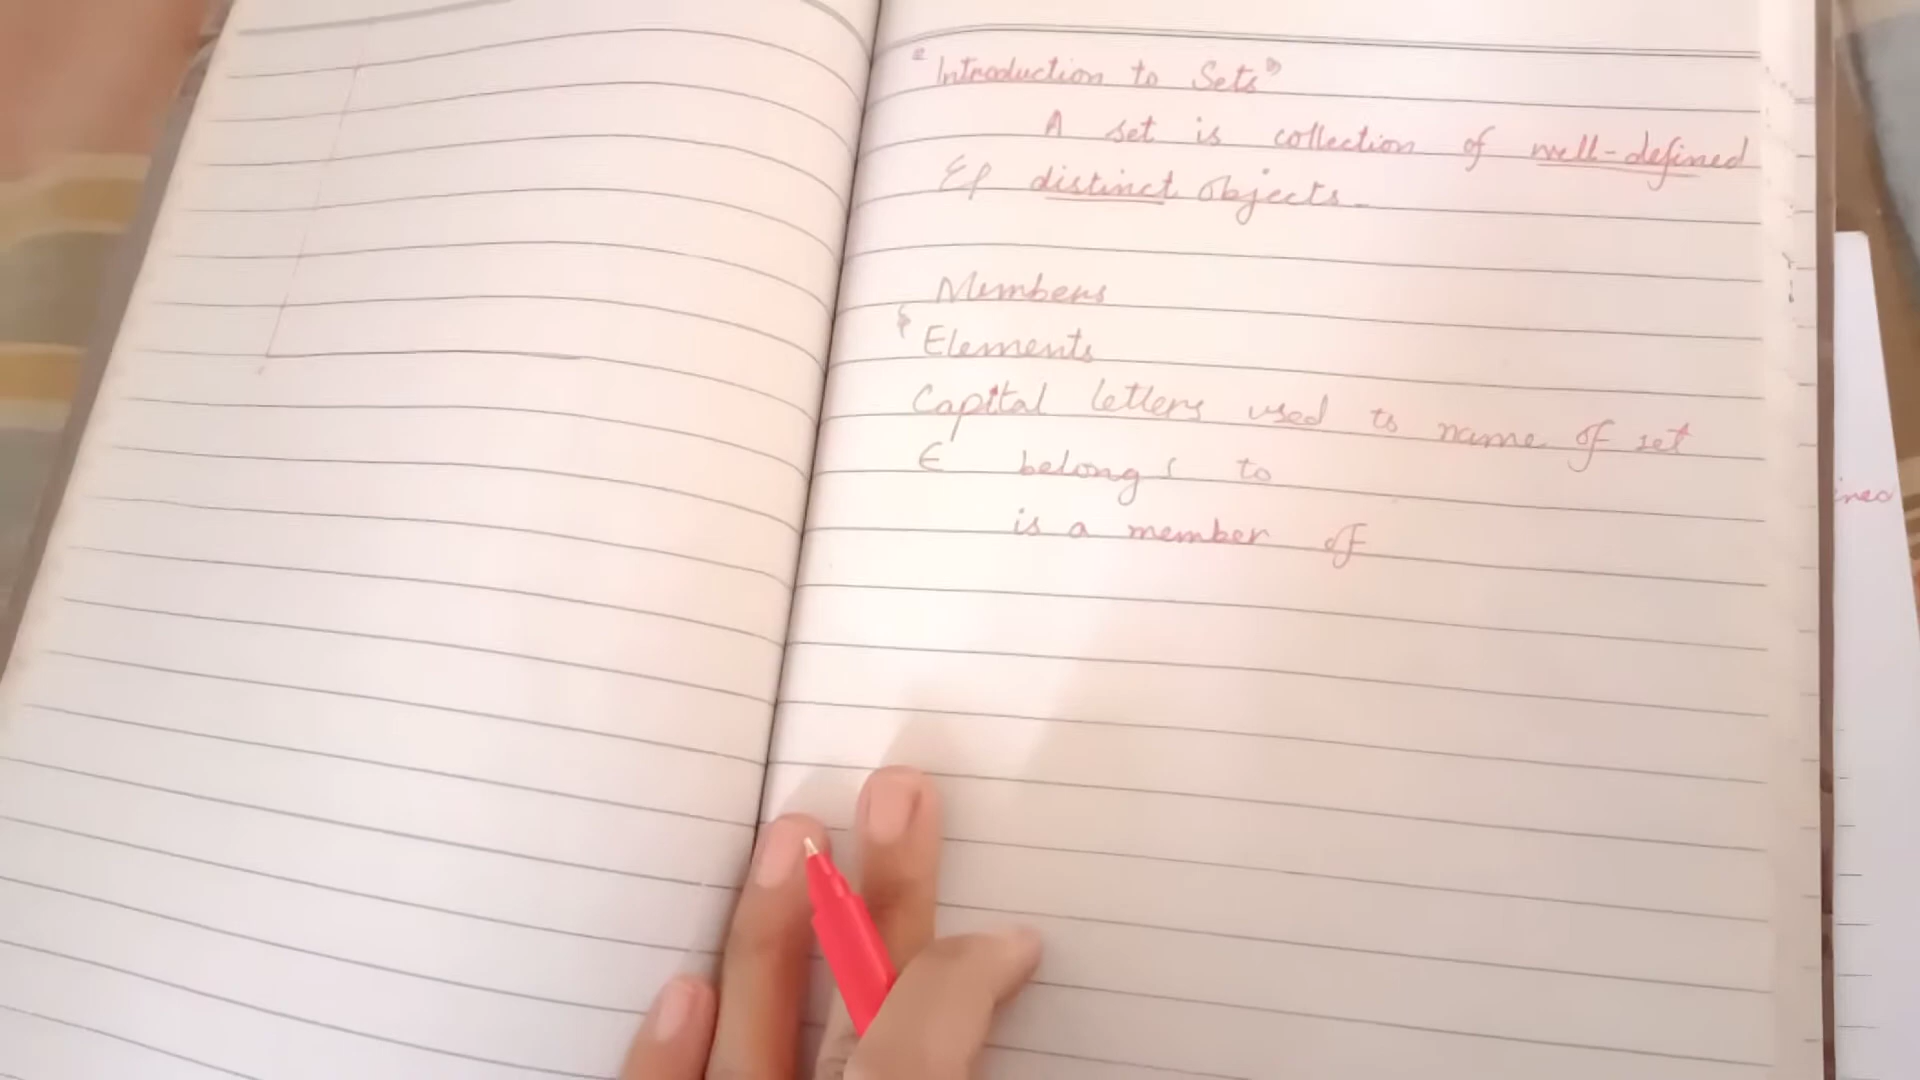 "Introduction to Sets"
A set is collection of well-defined
& distinct objects.
Members
Elements
Capital letters used to name of set
∈ belongs to
is a member of